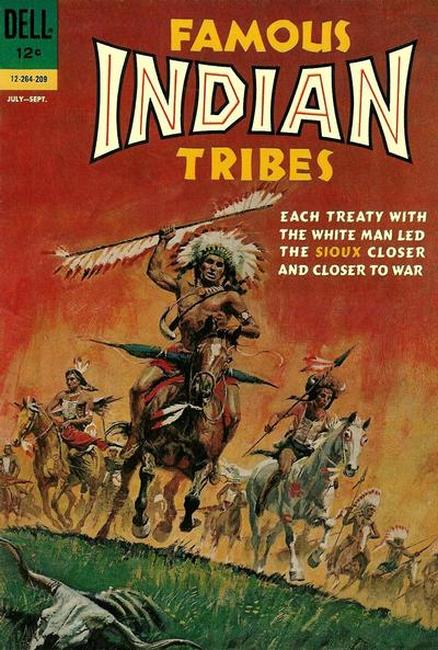 DELL
12¢
12-264-209
JULY—SEPT.
FAMOUS
INDIAN
TRIBES
EACH TREATY WITH
THE WHITE MAN LED
THE SIOUX CLOSER
AND CLOSER TO WAR